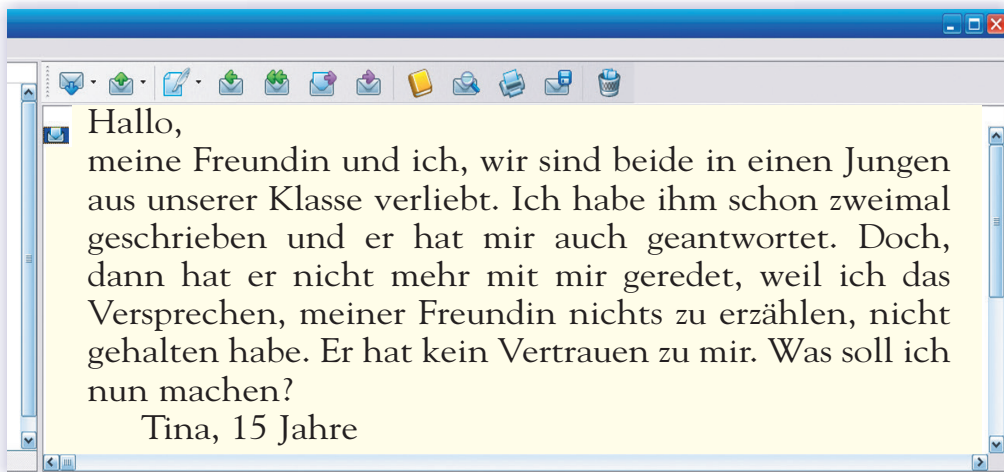 Hallo,
meine Freundin und ich, wir sind beide in einen Jungen
aus unserer Klasse verliebt. Ich habe ihm schon zweimal
geschrieben und er hat mir auch geantwortet. Doch,
dann hat er nicht mehr mit mir geredet, weil ich das
Versprechen, meiner Freundin nichts zu erzählen, nicht
gehalten habe. Er hat kein Vertrauen zu mir. Was soll ich
nun machen?
Tina, 15 Jahre